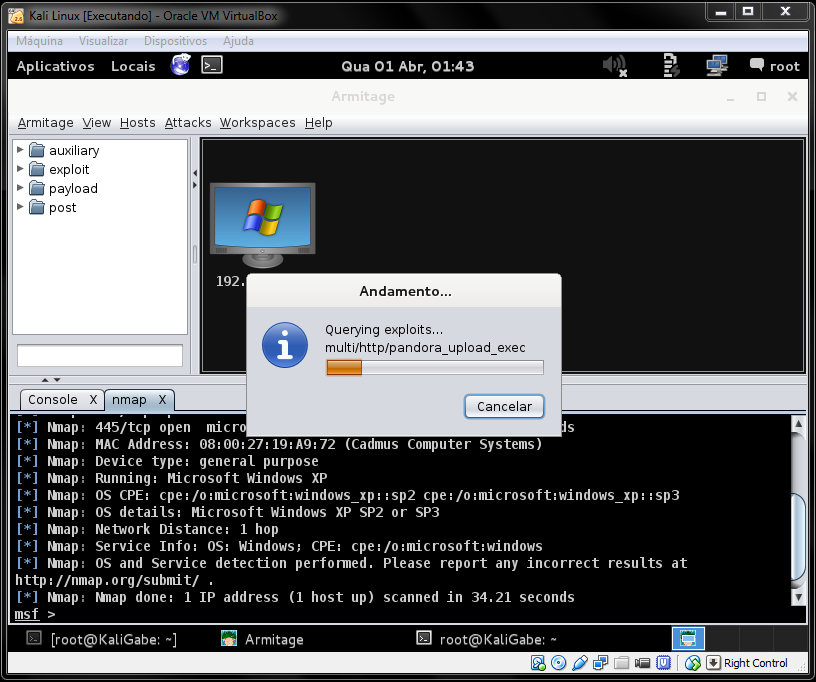 Kali Linux [Executando] - Oracle VM VirtualBox
Máquina Visualizar Dispositivos Ajuda
Aplicativos Locais Qua 01 Abr, 01:43 root
Armitage
Armitage View Hosts Attacks Workspaces Help
auxiliary
exploit
payload
post
192.
Andamento...
Querying exploits...
multi/http/pandora_upload_exec
Cancelar
Console X nmap X
[*] Nmap: 445/tcp open micro ds
[*] Nmap: MAC Address: 08:00:27:19:A9:72 (Cadmus Computer Systems)
[*] Nmap: Device type: general purpose
[*] Nmap: Running: Microsoft Windows XP
[*] Nmap: OS CPE: cpe:/o:microsoft:windows_xp::sp2 cpe:/o:microsoft:windows_xp::sp3
[*] Nmap: OS details: Microsoft Windows XP SP2 or SP3
[*] Nmap: Network Distance: 1 hop
[*] Nmap: Service Info: OS: Windows; CPE: cpe:/o:microsoft:windows
[*] Nmap: OS and Service detection performed. Please report any incorrect results at
http://nmap.org/submit/ .
[*] Nmap: Nmap done: 1 IP address (1 host up) scanned in 34.21 seconds
msf >
[root@KaliGabe: ~] Armitage root@KaliGabe: ~
Right Control